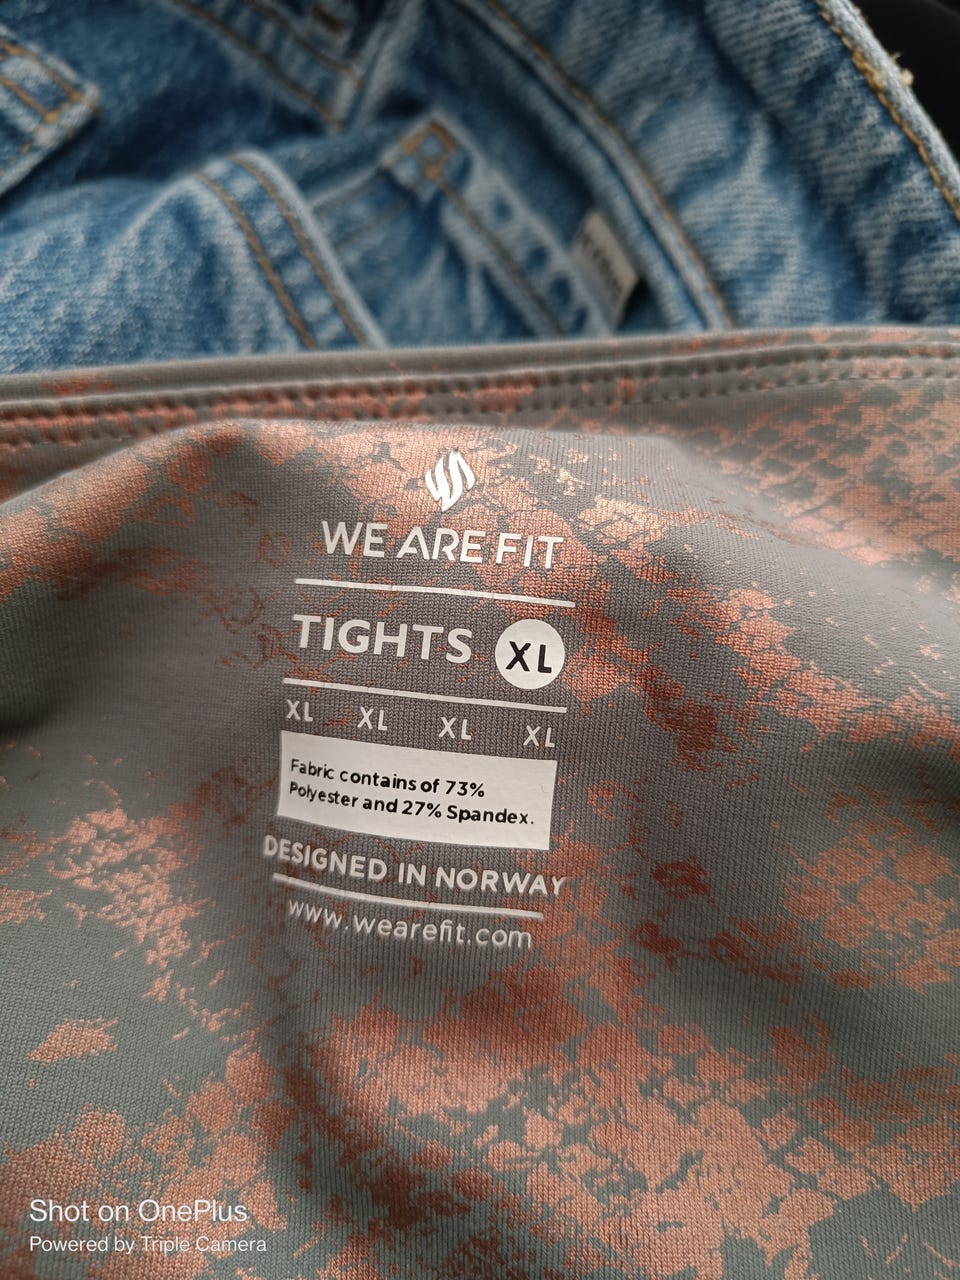 WE ARE FIT
TIGHTS XL
XL XL XL XL
Fabric contains of 73%
Polyester and 27% Spandex.
DESIGNED IN NORWAY
www.wearefit.com
Shot on OnePlus
Powered by Triple Camera